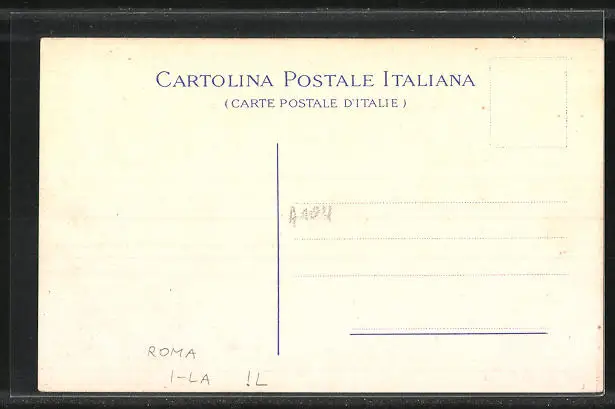 CARTOLINA POSTALE ITALIANA
(CARTE POSTALE D'ITALIE)
A104
ROMA
I-LA !L